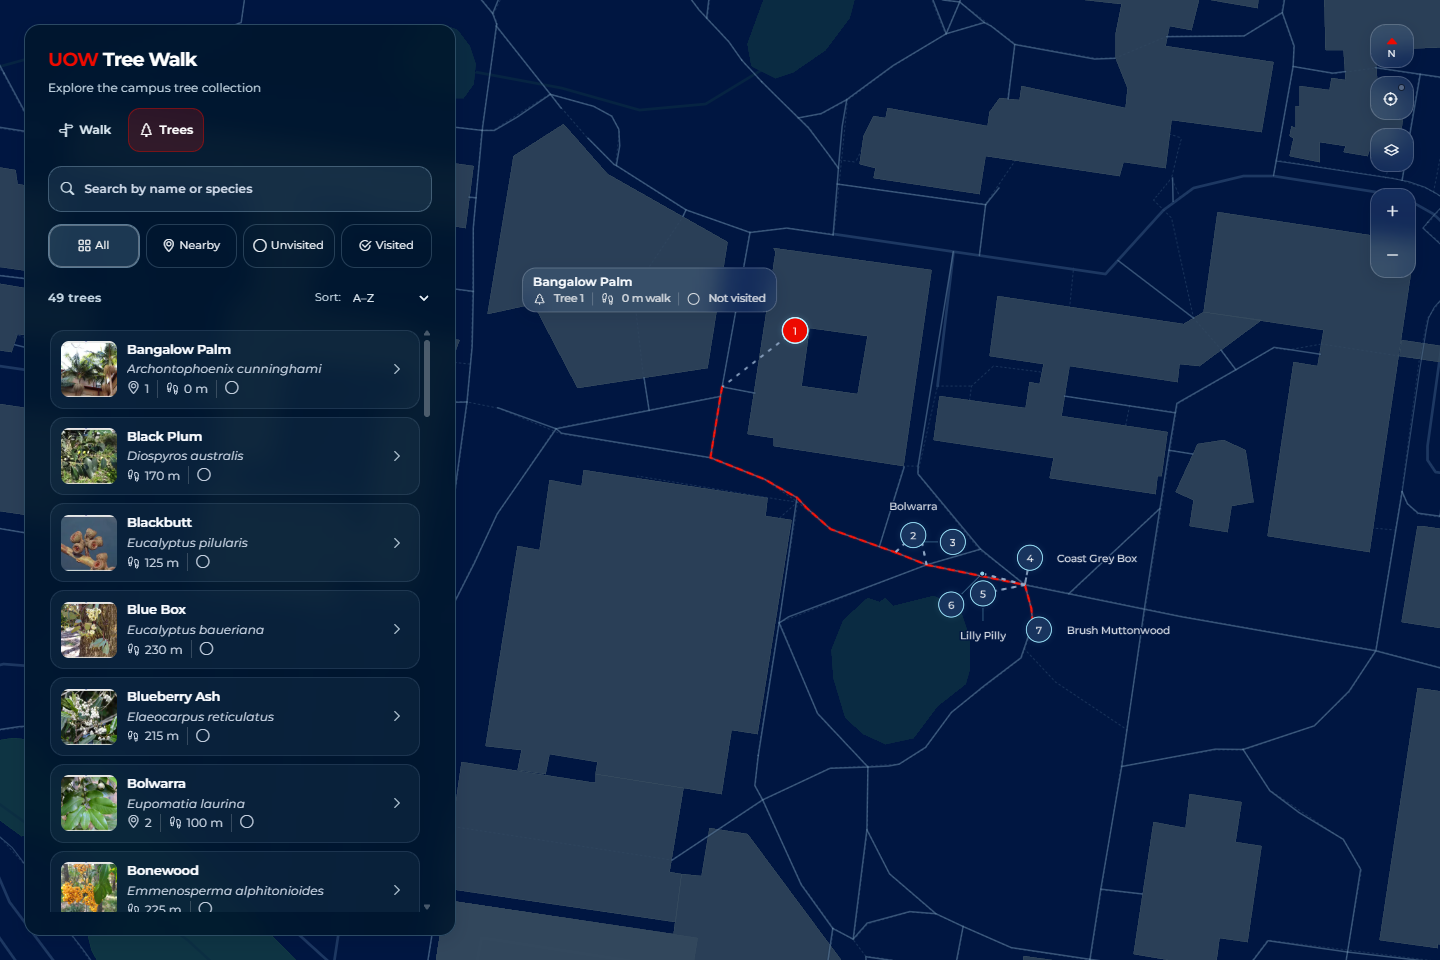 UOW Tree Walk
Explore the campus tree collection
Walk
Trees
Search by name or species
All
Nearby
Unvisited
Visited
49 trees
Sort: A–Z
Bangalow Palm
Archontophoenix cunninghami
1
0 m
Black Plum
Diospyros australis
170 m
Blackbutt
Eucalyptus pilularis
125 m
Blue Box
Eucalyptus baueriana
230 m
Blueberry Ash
Elaeocarpus reticulatus
215 m
Bolwarra
Eupomatia laurina
2
100 m
Bonewood
Emmenosperma alphitonioides
225 m
Bangalow Palm
Tree 1
0 m walk
Not visited
1
Bolwarra
2
3
4
Coast Grey Box
5
6
Lilly Pilly
7
Brush Muttonwood
N
+
−